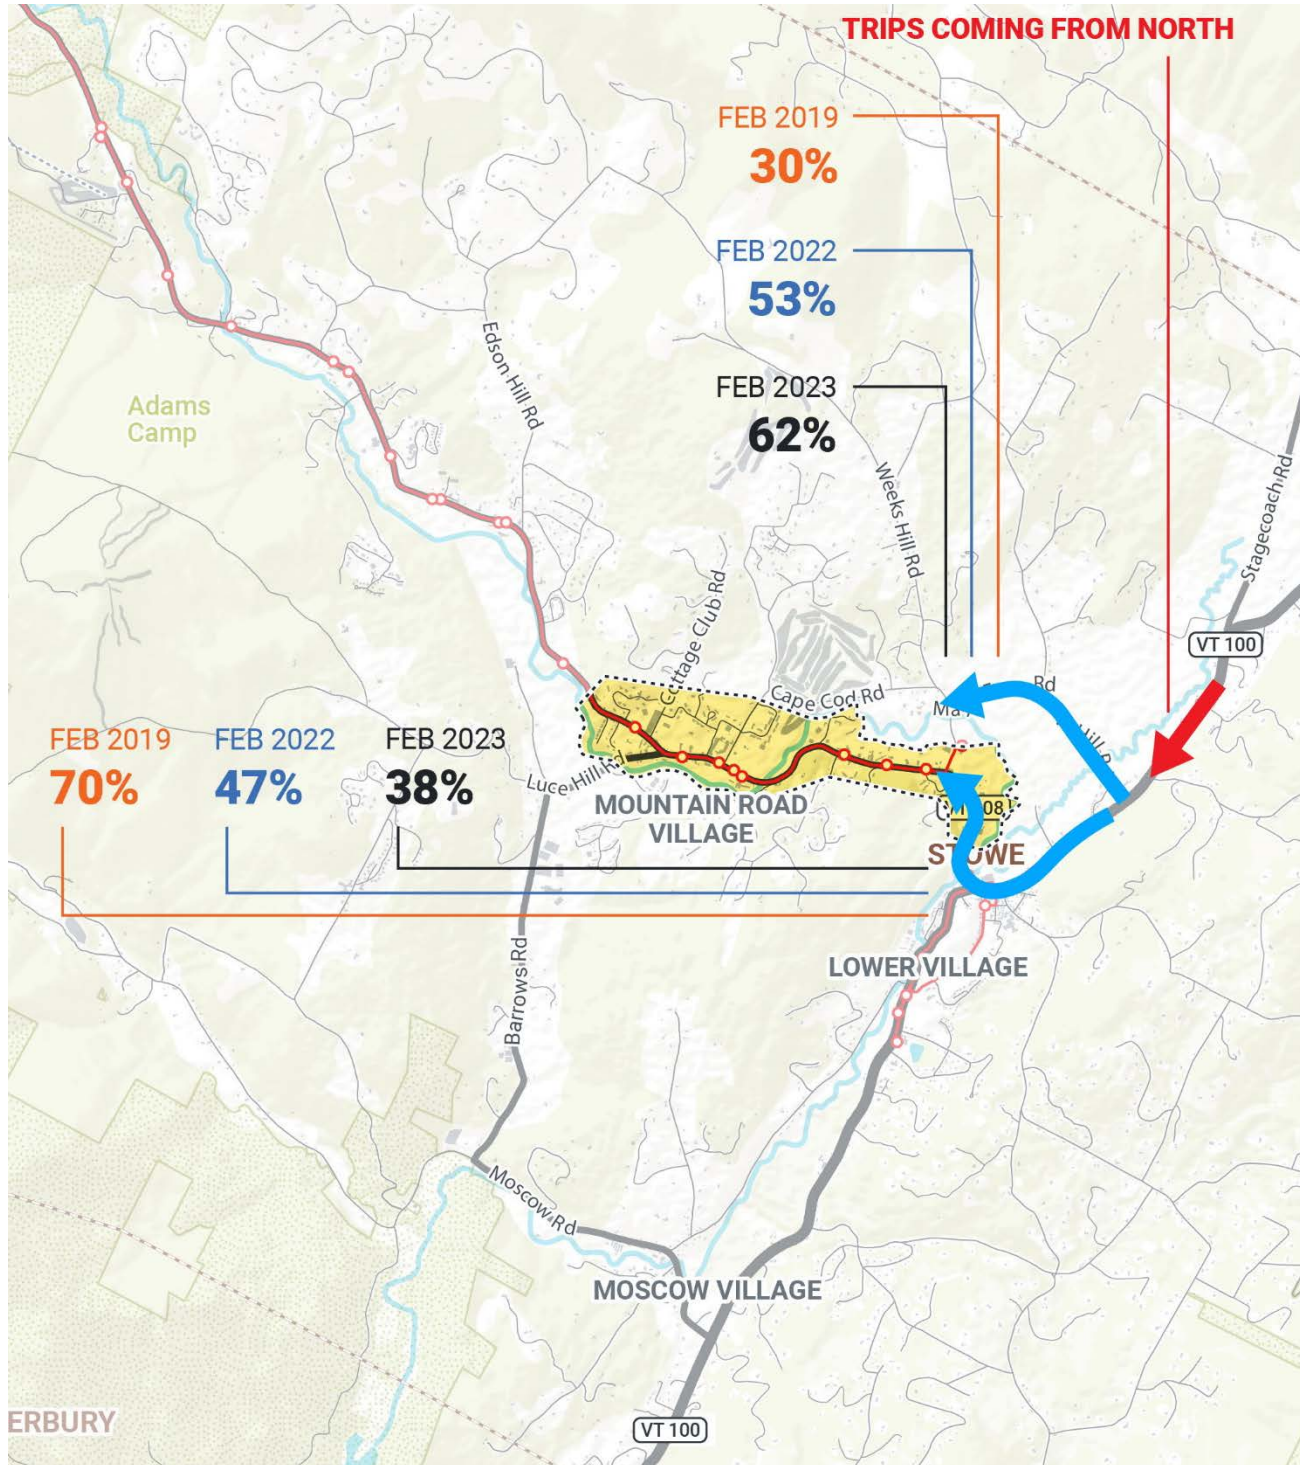 TRIPS COMING FROM NORTH
FEB 2019
30%
FEB 2022
53%
FEB 2023
62%
Edson Hill Rd
Adams
Camp
Weeks Hill Rd
Stagecoach Rd
Cottage Club Rd
VT 100
Cape Cod Rd
Rd
FEB 2019
70%
FEB 2022
47%
FEB 2023
38%
Luce Hill Rd
MOUNTAIN ROAD
VILLAGE
STOWE
LOWER VILLAGE
Barrows Rd
Moscow Rd
MOSCOW VILLAGE
ERBURY
VT 100